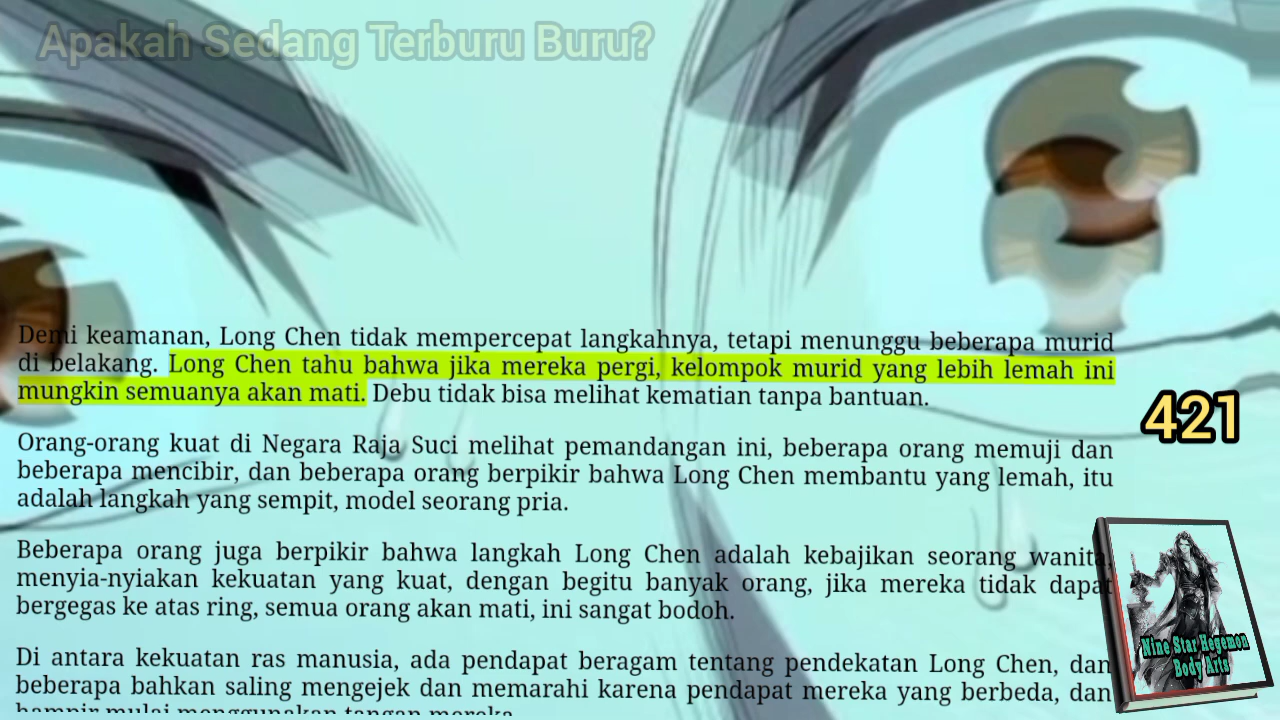 Apakah Sedang Terburu Buru?
Demi keamanan, Long Chen tidak mempercepat langkahnya, tetapi menunggu beberapa murid
di belakang. Long Chen tahu bahwa jika mereka pergi, kelompok murid yang lebih lemah ini
mungkin semuanya akan mati. Debu tidak bisa melihat kematian tanpa bantuan.
Orang-orang kuat di Negara Raja Suci melihat pemandangan ini, beberapa orang memuji dan
beberapa mencibir, dan beberapa orang berpikir bahwa Long Chen membantu yang lemah, itu
adalah langkah yang sempit, model seorang pria.
Beberapa orang juga berpikir bahwa langkah Long Chen adalah kebajikan seorang wanita,
menyia-nyiakan kekuatan yang kuat, dengan begitu banyak orang, jika mereka tidak dapat
bergegas ke atas ring, semua orang akan mati, ini sangat bodoh.
Di antara kekuatan ras manusia, ada pendapat beragam tentang pendekatan Long Chen, dan
beberapa bahkan saling mengejek dan memarahi karena pendapat mereka yang berbeda, dan
hampir mulai menggunakan tangan mereka.
421
Nine Star Hegemon
Body Arts